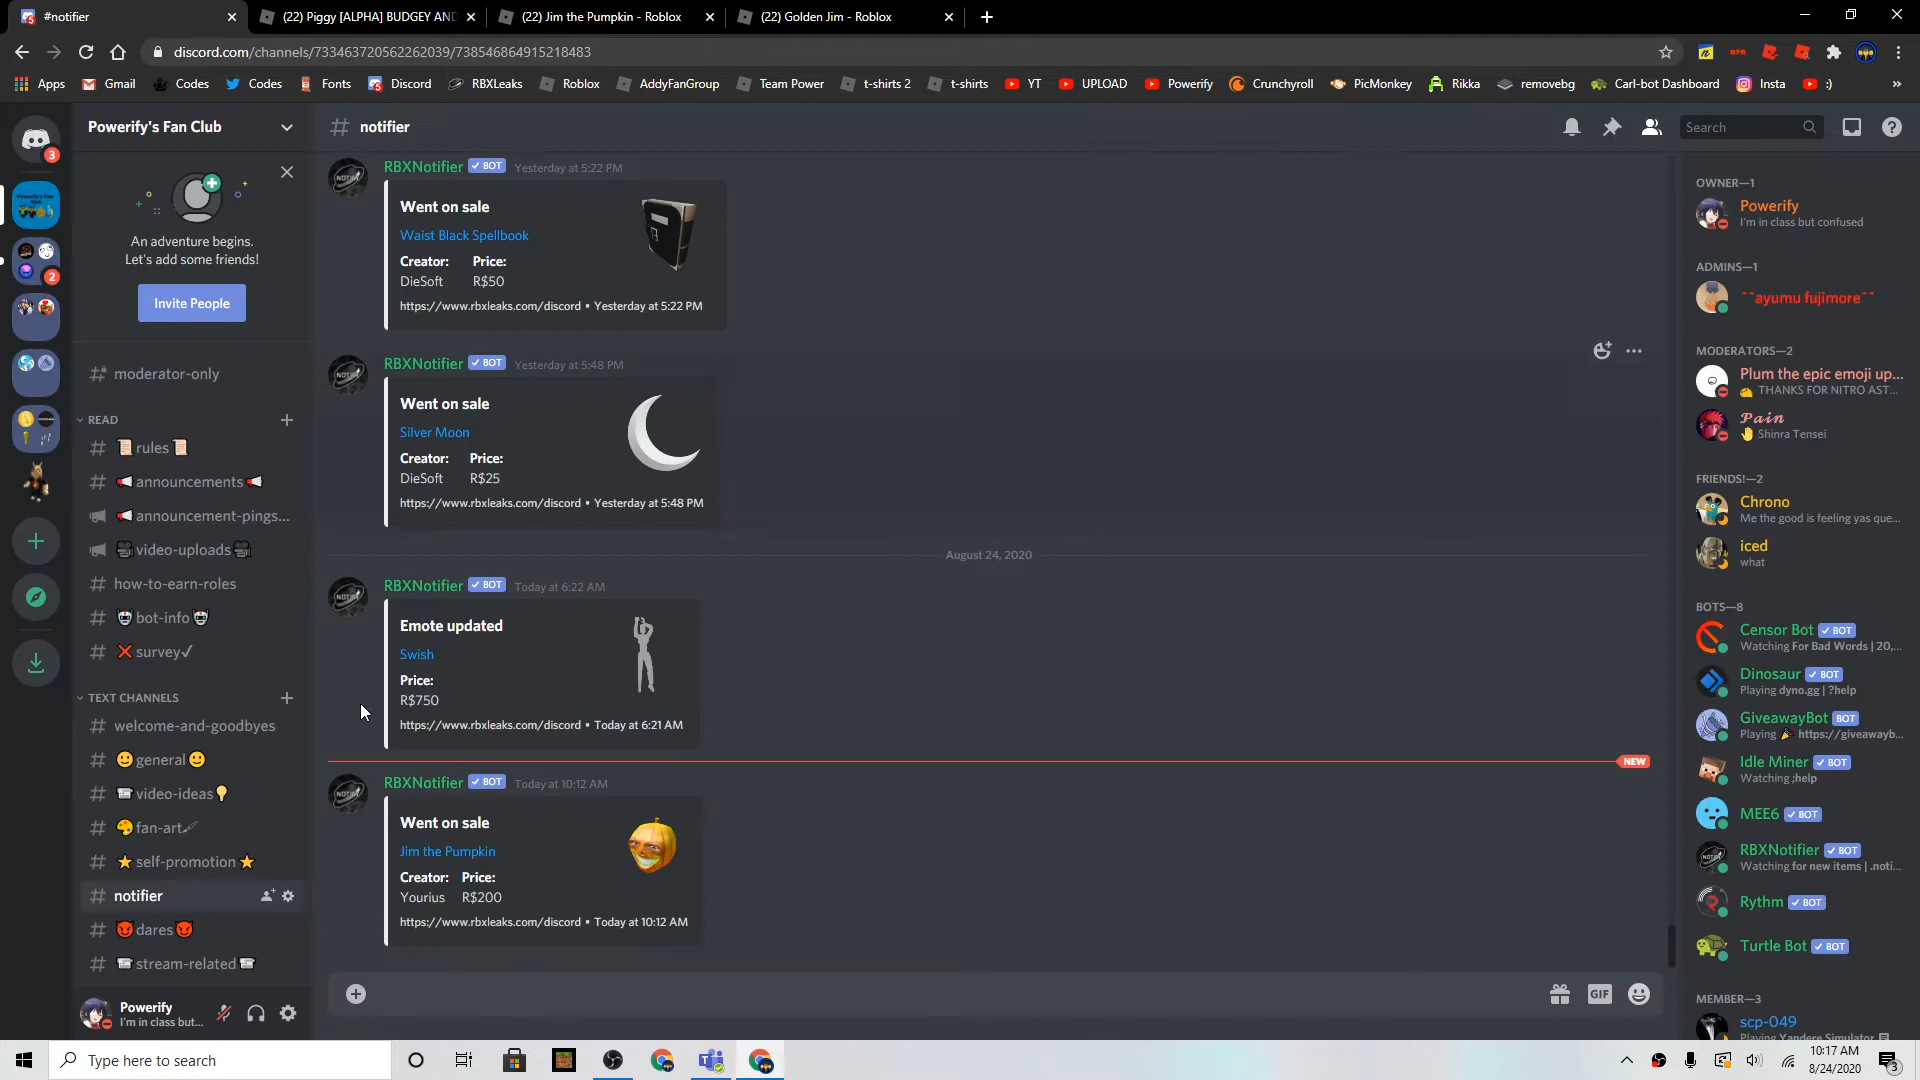 #notifier
(22) Piggy [ALPHA] BUDGEY AND
(22) Jim the Pumpkin - Roblox
(22) Golden Jim - Roblox
discord.com/channels/733463720562262039/738546864915218483
Apps
Gmail
Codes
Codes
Fonts
Discord
RBXLeaks
Roblox
AddyFanGroup
Team Power
t-shirts 2
t-shirts
YT
UPLOAD
Powerify
Crunchyroll
PicMonkey
Rikka
removebg
Carl-bot Dashboard
Insta
:)
Powerify's Fan Club
An adventure begins.
Let's add some friends!
Invite People
moderator-only
READ
rules
announcements
announcement-pings...
video-uploads
how-to-earn-roles
bot-info
survey
TEXT CHANNELS
welcome-and-goodbyes
general
video-ideas
fan-art
self-promotion
notifier
dares
stream-related
Powerify
I'm in class but...
3
2
notifier
Search
RBXNotifier BOT Yesterday at 5:22 PM
Went on sale
Waist Black Spellbook
Creator: Price:
DieSoft R$50
https://www.rbxleaks.com/discord • Yesterday at 5:22 PM
RBXNotifier BOT Yesterday at 5:48 PM
Went on sale
Silver Moon
Creator: Price:
DieSoft R$25
https://www.rbxleaks.com/discord • Yesterday at 5:48 PM
August 24, 2020
RBXNotifier BOT Today at 6:22 AM
Emote updated
Swish
Price:
R$750
https://www.rbxleaks.com/discord • Today at 6:21 AM
NEW
RBXNotifier BOT Today at 10:12 AM
Went on sale
Jim the Pumpkin
Creator: Price:
Yourius R$200
https://www.rbxleaks.com/discord • Today at 10:12 AM
GIF
OWNER—1
Powerify
I'm in class but confused
ADMINS—1
^^ayumu fujimore^^
MODERATORS—2
Plum the epic emoji up...
THANKS FOR NITRO AST...
Pain
Shinra Tensei
FRIENDS!—2
Chrono
Me the good is feeling yas que...
iced
what
BOTS—8
Censor Bot BOT
Watching For Bad Words | 20,...
Dinosaur BOT
Playing dyno.gg | ?help
GiveawayBot BOT
Playing https://giveawayb...
Idle Miner BOT
Watching ;help
MEE6 BOT
RBXNotifier BOT
Watching for new items | .noti...
Rythm BOT
Turtle Bot BOT
MEMBER—3
scp-049
Playing Yandere Simulator
Type here to search
10:17 AM
8/24/2020
3